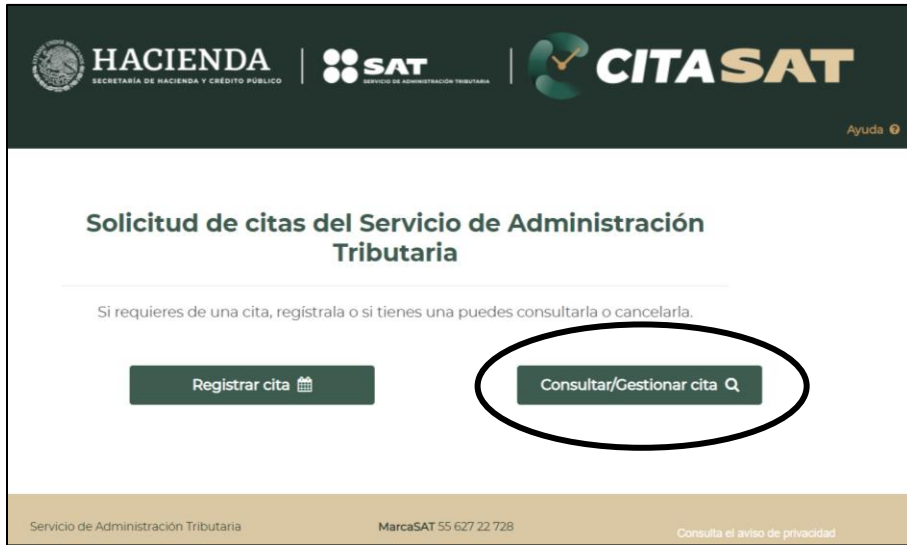 HACIENDA
SECRETARÍA DE HACIENDA Y CRÉDITO PÚBLICO
SAT
SERVICIO DE ADMINISTRACIÓN TRIBUTARIA
CITASAT
Ayuda
Solicitud de citas del Servicio de Administración
Tributaria
Si requieres de una cita, regístrala o si tienes una puedes consultarla o cancelarla.
Registrar cita
Consultar/Gestionar cita
Servicio de Administración Tributaria
MarcaSAT 55 627 22 728
Consulta el aviso de privacidad